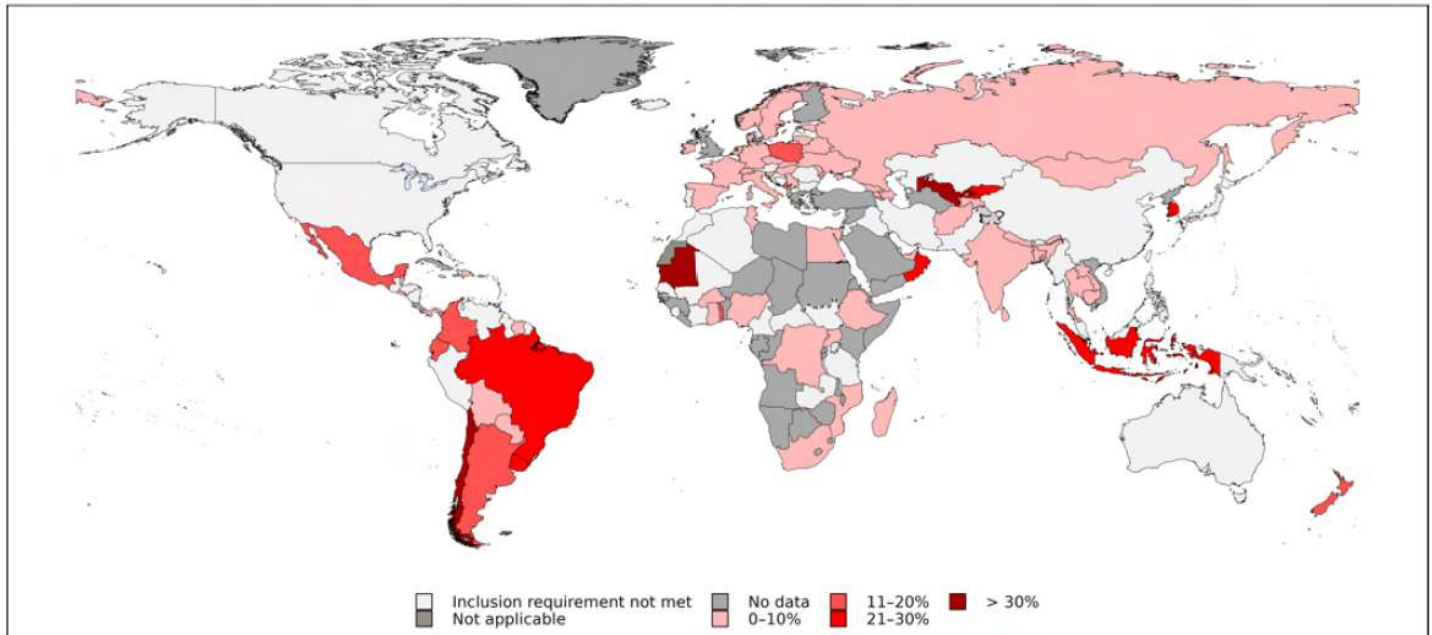 Inclusion requirement not met
Not applicable
No data
0–10%
11–20%
21–30%
> 30%